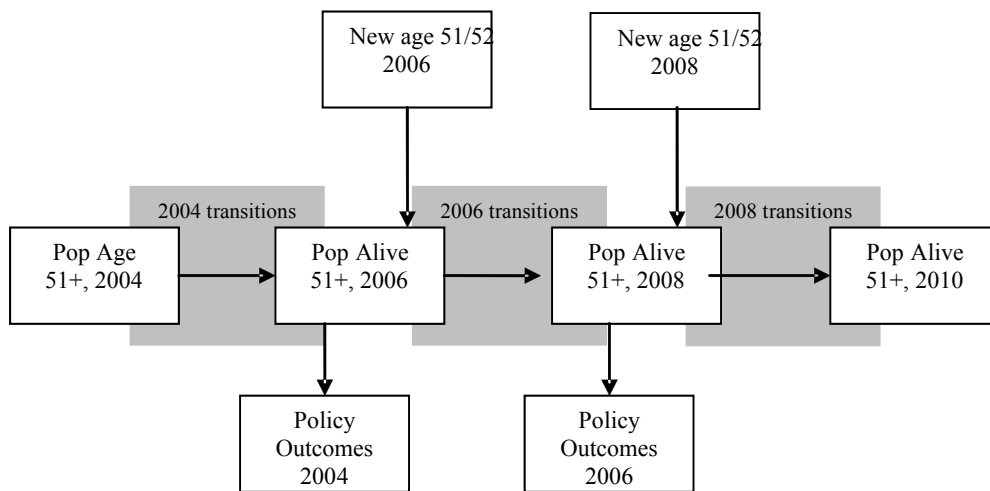 New age 51/52
2006
New age 51/52
2008
2004 transitions
2006 transitions
2008 transitions
Pop Age
51+, 2004
Pop Alive
51+, 2006
Pop Alive
51+, 2008
Pop Alive
51+, 2010
Policy
Outcomes
2004
Policy
Outcomes
2006